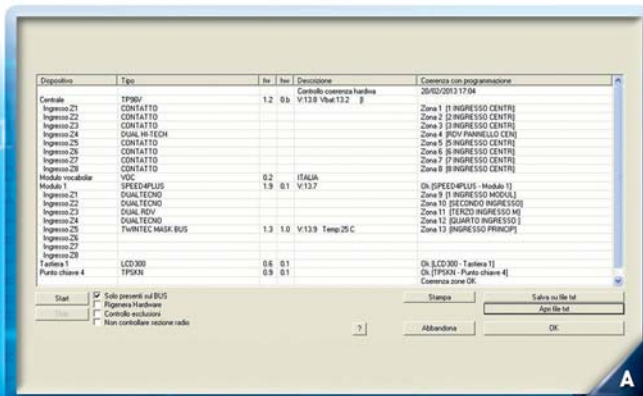 Dispositivo Tipo fw hw Descrizione Coerenza con programmazione
Controllo coerenza hardwa 20/02/2013 17:04
Centrale TP96V 1.2 0.b V:13.8 Vbat:13.2
Ingresso Z1 CONTATTO Zona 1 [1 INGRESSO CENTR]
Ingresso Z2 CONTATTO Zona 2 [2 INGRESSO CENTR]
Ingresso Z3 CONTATTO Zona 3 [3 INGRESSO CENTR]
Ingresso Z4 DUAL HI-TECH Zona 4 [RDV PANNELLO CEN]
Ingresso Z5 CONTATTO Zona 5 [5 INGRESSO CENTR]
Ingresso Z6 CONTATTO Zona 6 [6 INGRESSO CENTR]
Ingresso Z7 CONTATTO Zona 7 [7 INGRESSO CENTR]
Ingresso Z8 CONTATTO Zona 8 [8 INGRESSO CENTR]
Modulo vocabolar VOC 0.2 ITALIA
Modulo 1 SPEED4PLUS 1.9 0.1 V:13.7 Ok [SPEED4PLUS - Modulo 1]
Ingresso Z1 DUALTECNO Zona 9 [1 INGRESSO MODUL]
Ingresso Z2 DUALTECNO Zona 10 [SECONDO INGRESSO]
Ingresso Z3 DUAL RDV Zona 11 [TERZO INGRESSO M]
Ingresso Z4 DUALTECNO Zona 12 [QUARTO INGRESSO ]
Ingresso Z5 TWINTEC MASK BUS 1.3 1.0 V:13.9 Temp:25 C Zona 13 [INGRESSO PRINCIP]
Ingresso Z6
Ingresso Z7
Ingresso Z8
Tastiera 1 LCD300 0.6 0.1 Ok [LCD300 - Tastiera 1]
Punto chiave 4 TPSKN 0.9 0.1 Ok [TPSKN - Punto chiave 4]
Coerenza zone OK.
Start Solo presenti sul BUS Stampa Salva su file txt
Rigenera Hardware Apri file txt
Stop Controllo esclusioni
Non controllare sezione radio ? Abbandona OK
A